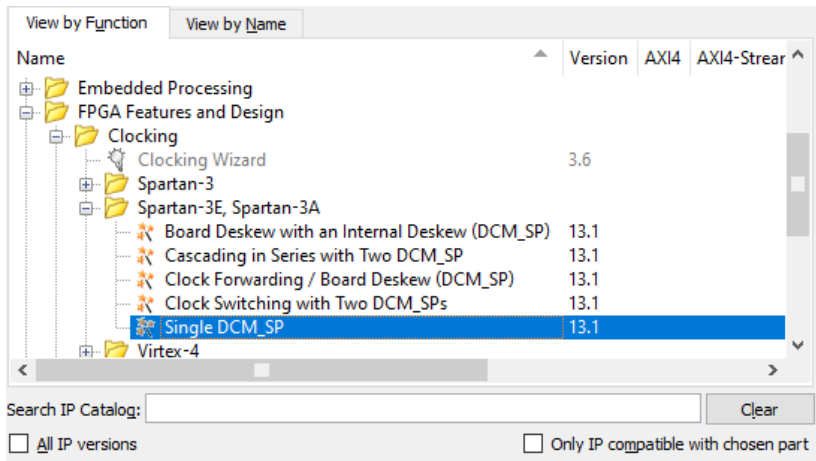 View by Function View by Name
Name Version AXI4 AXI4-Strear
Embedded Processing
FPGA Features and Design
Clocking
Clocking Wizard 3.6
Spartan-3
Spartan-3E, Spartan-3A
Board Deskew with an Internal Deskew (DCM_SP) 13.1
Cascading in Series with Two DCM_SP 13.1
Clock Forwarding / Board Deskew (DCM_SP) 13.1
Clock Switching with Two DCM_SPs 13.1
Single DCM_SP 13.1
Virtex-4
Search IP Catalog: Clear
All IP versions Only IP compatible with chosen part